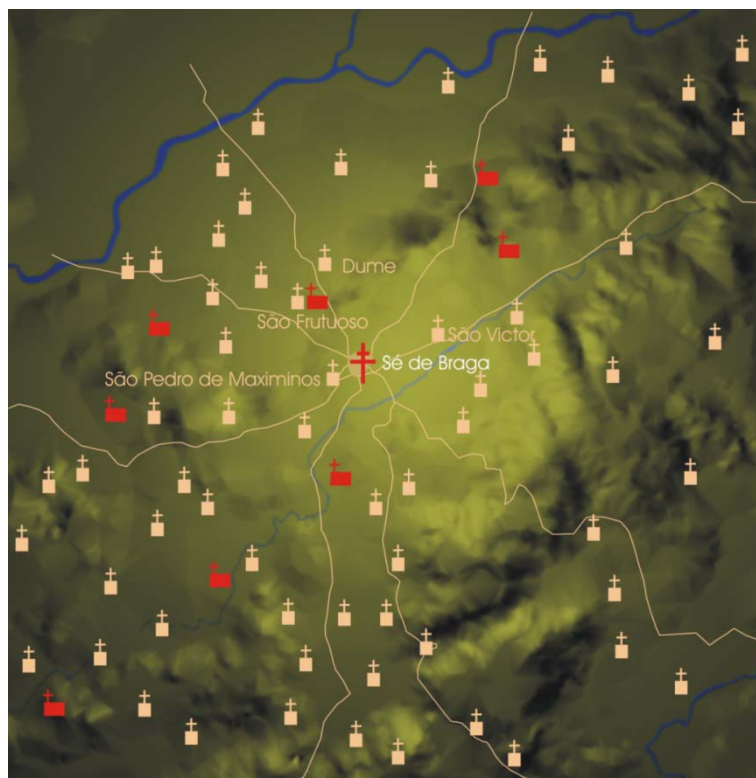 Dume
São Frutuoso
São Victor
Sé de Braga
São Pedro de Maximinos